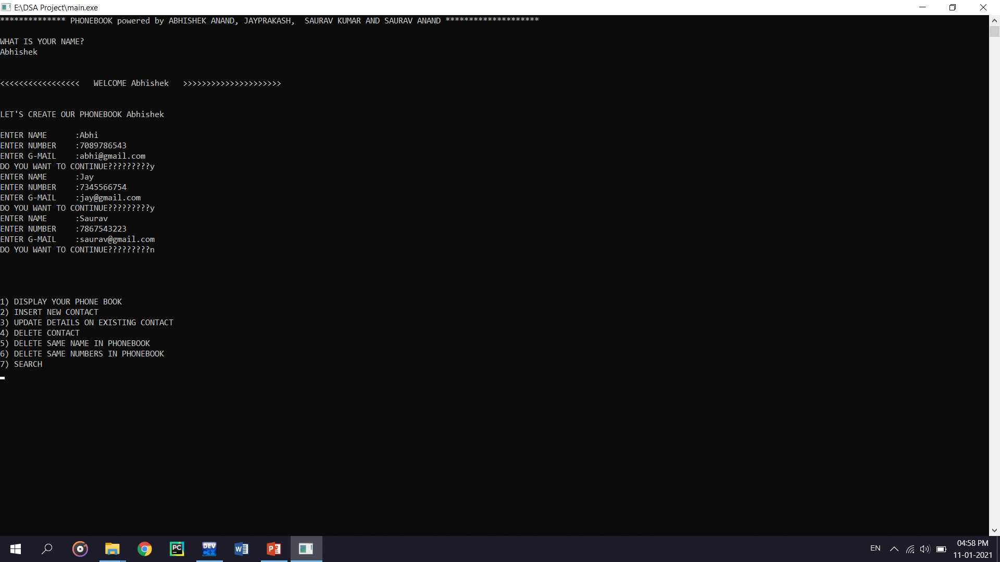 E:\DSA Project\main.exe
************** PHONEBOOK powered by ABHISHEK ANAND, JAYPRAKASH,  SAURAV KUMAR AND SAURAV ANAND ********************
WHAT IS YOUR NAME?
Abhishek
<<<<<<<<<<<<<<<<<   WELCOME Abhishek   >>>>>>>>>>>>>>>>>>>>>
LET'S CREATE OUR PHONEBOOK Abhishek
ENTER NAME      :Abhi
ENTER NUMBER    :7089786543
ENTER G-MAIL    :abhi@gmail.com
DO YOU WANT TO CONTINUE?????????y
ENTER NAME      :Jay
ENTER NUMBER    :7345566754
ENTER G-MAIL    :jay@gmail.com
DO YOU WANT TO CONTINUE?????????y
ENTER NAME      :Saurav
ENTER NUMBER    :7867543223
ENTER G-MAIL    :saurav@gmail.com
DO YOU WANT TO CONTINUE?????????n
1) DISPLAY YOUR PHONE BOOK
2) INSERT NEW CONTACT
3) UPDATE DETAILS ON EXISTING CONTACT
4) DELETE CONTACT
5) DELETE SAME NAME IN PHONEBOOK
6) DELETE SAME NUMBERS IN PHONEBOOK
7) SEARCH
PC
DEV
C++
W
P
EN
04:58 PM
11-01-2021